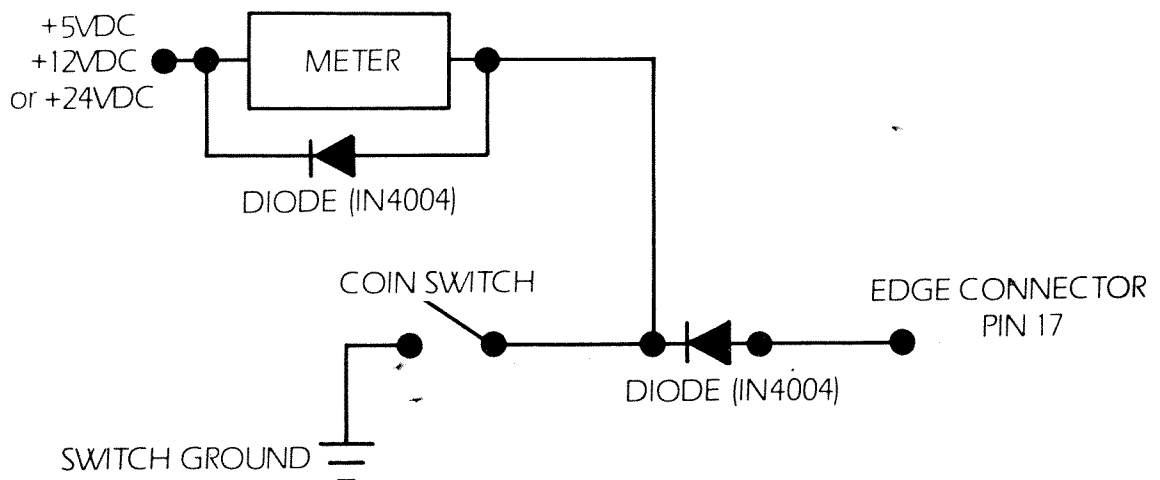 +5VDC
+12VDC
or +24VDC
METER
DIODE (IN4004)
COIN SWITCH
EDGE CONNECTOR
PIN 17
DIODE (IN4004)
SWITCH GROUND